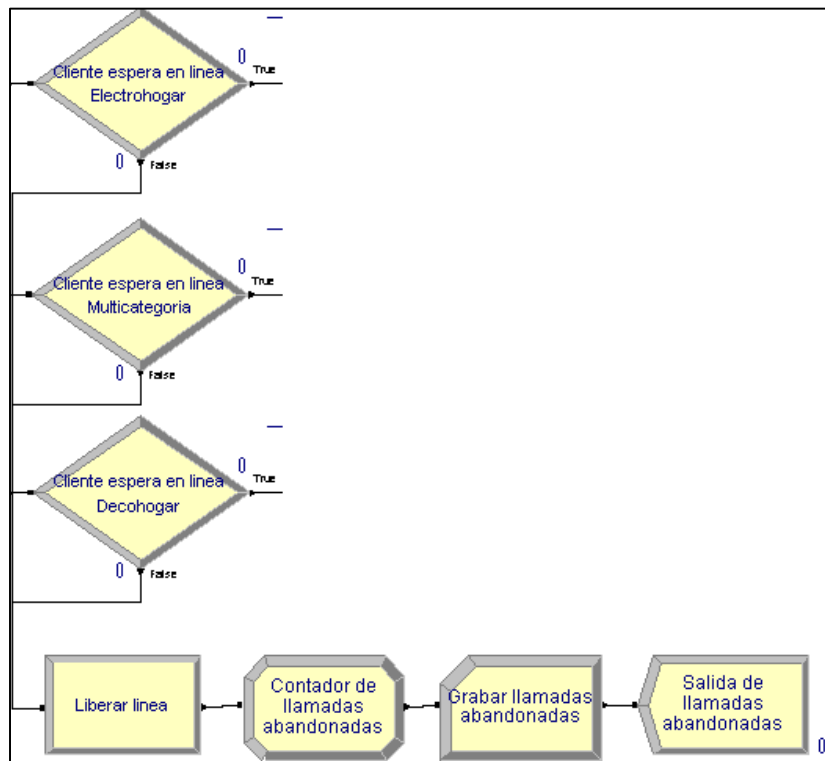 0
True
Cliente espera en linea
Electrohogar
0
False
0
True
Cliente espera en linea
Multicategoria
0
False
0
True
Cliente espera en linea
Decohogar
0
False
Liberar linea
Contador de
llamadas
abandonadas
Grabar llamadas
abandonadas
Salida de
llamadas
abandonadas
0